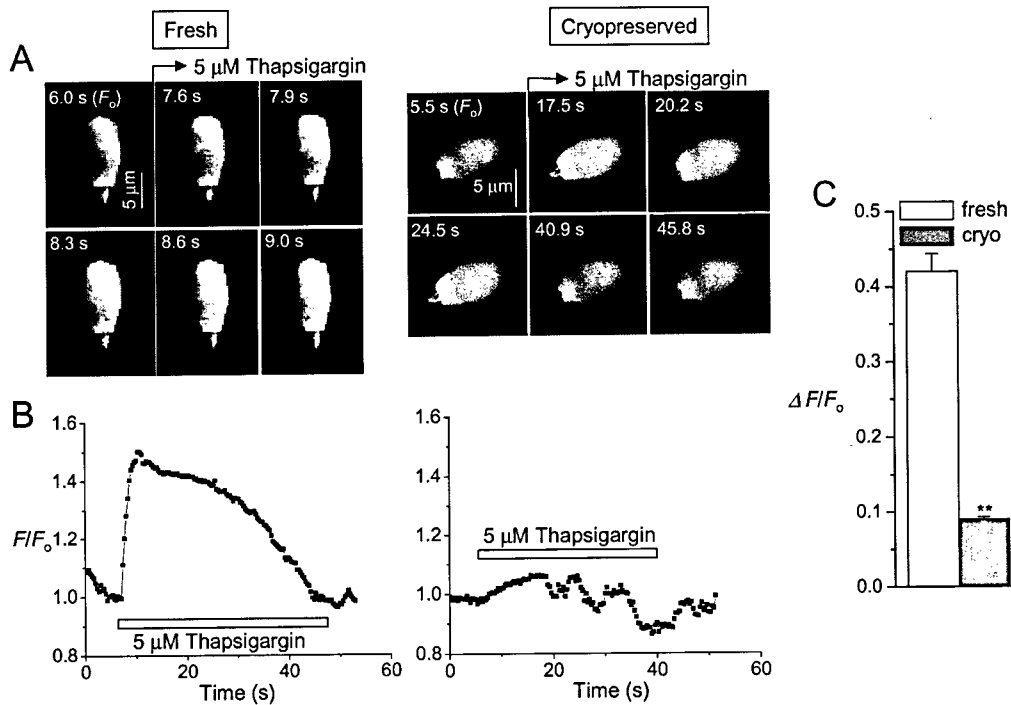 Fresh
Cryopreserved
A
5 μM Thapsigargin
5 μM Thapsigargin
6.0 s (Fo)
7.6 s
7.9 s
5 μm
8.3 s
8.6 s
9.0 s
5.5 s (Fo)
17.5 s
20.2 s
5 μm
24.5 s
40.9 s
45.8 s
B
1.6
1.4
F/Fo
1.2
1.0
0.8
5 μM Thapsigargin
0
20
40
60
Time (s)
1.6
1.4
1.2
1.0
0.8
5 μM Thapsigargin
0
20
40
60
Time (s)
C
0.5
fresh
cryo
0.4
0.3
Δ F/Fo
0.2
0.1
**
0.0